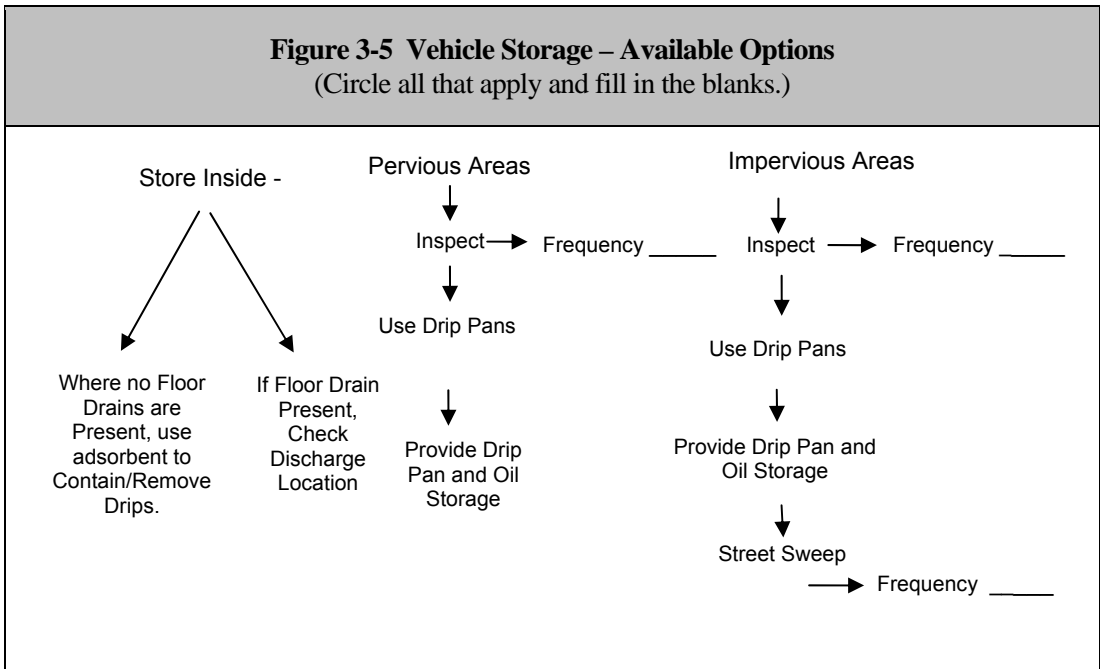 Figure 3-5 Vehicle Storage – Available Options
(Circle all that apply and fill in the blanks.)
Store Inside -
Where no Floor
Drains are
Present, use
adsorbent to
Contain/Remove
Drips.
If Floor Drain
Present,
Check
Discharge
Location
Pervious Areas
Inspect
Frequency ______
Use Drip Pans
Provide Drip
Pan and Oil
Storage
Impervious Areas
Inspect
Frequency ______
Use Drip Pans
Provide Drip Pan and
Oil Storage
Street Sweep
Frequency ______